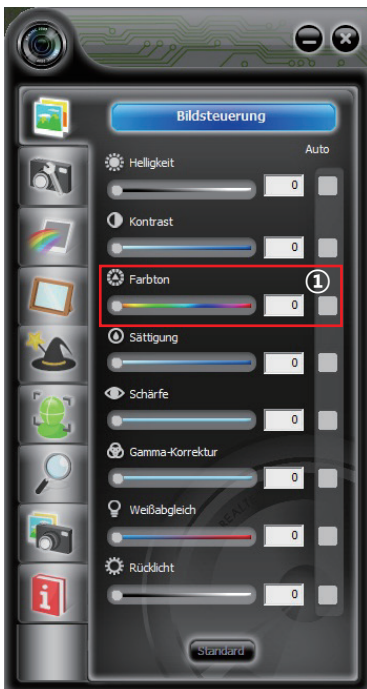 Bildsteuerung
Auto
Helligkeit
0
Kontrast
0
Farbton
①
0
Sättigung
0
Schärfe
0
Gamma-Korrektur
0
Weißabgleich
0
Rücklicht
0
Standard